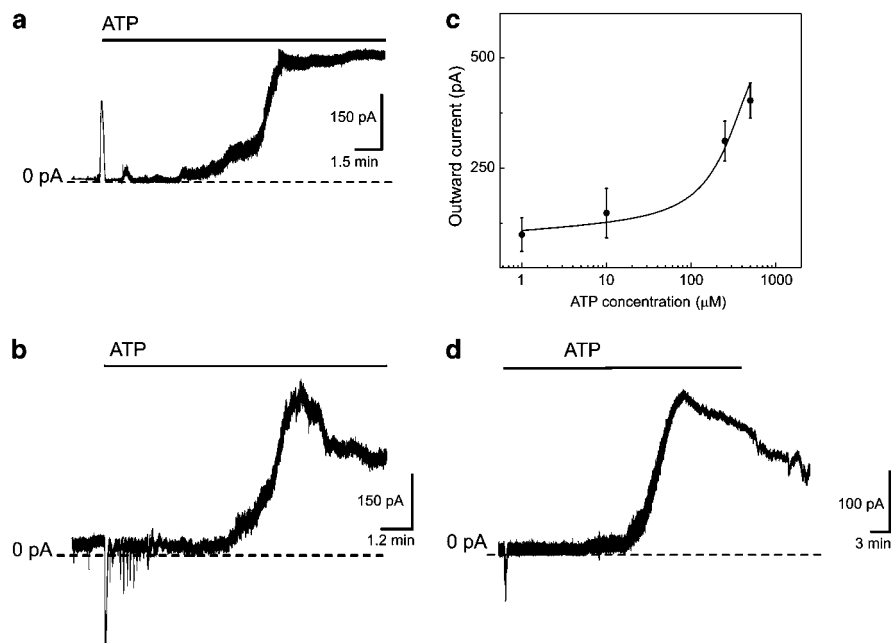 a
ATP
150 pA
1.5 min
0 pA
c
500
250
Outward current (pA)
1
10
100
1000
ATP concentration (μM)
b
ATP
150 pA
1.2 min
0 pA
d
ATP
100 pA
3 min
0 pA